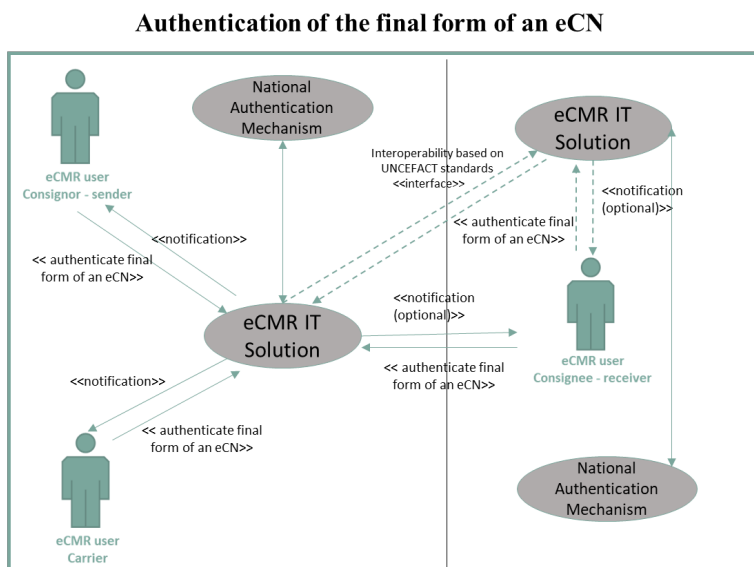 Authentication of the final form of an eCN
National
Authentication
Mechanism
eCMR IT
Solution
Interoperability based on
UNCEFACT standards
<<interface>>
eCMR user
Consignor - sender
<<notification
(optional)>>
<< authenticate final
form of an eCN>>
<<notification>>
<< authenticate final
form of an eCN>>
<<notification
(optional)>>
eCMR IT
Solution
eCMR user
Consignee - receiver
<< authenticate final
form of an eCN>>
<<notification>>
<< authenticate final
form of an eCN>>
National
Authentication
Mechanism
eCMR user
Carrier